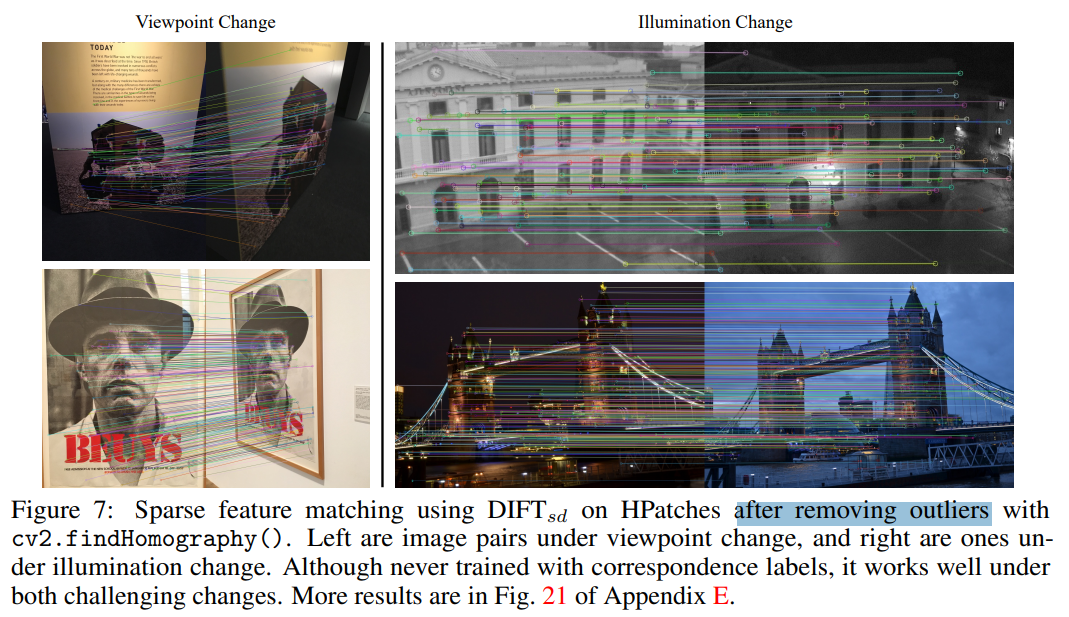 Viewpoint Change
Illumination Change
TODAY
BEUYS
BEUYS
Figure 7: Sparse feature matching using DIFTsd on HPatches after removing outliers with
cv2.findHomography(). Left are image pairs under viewpoint change, and right are ones un-
der illumination change. Although never trained with correspondence labels, it works well under
both challenging changes. More results are in Fig. 21 of Appendix E.